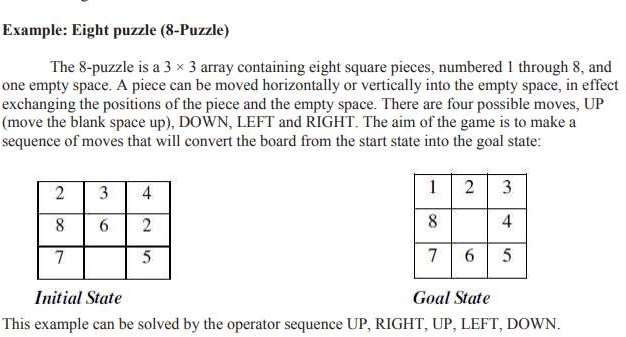 Example: Eight puzzle (8-Puzzle)
The 8-puzzle is a 3 × 3 array containing eight square pieces, numbered 1 through 8, and
one empty space. A piece can be moved horizontally or vertically into the empty space, in effect
exchanging the positions of the piece and the empty space. There are four possible moves, UP
(move the blank space up), DOWN, LEFT and RIGHT. The aim of the game is to make a
sequence of moves that will convert the board from the start state into the goal state:
2 3 4
8 6 2
7 5
Initial State
1 2 3
8 4
7 6 5
Goal State
This example can be solved by the operator sequence UP, RIGHT, UP, LEFT, DOWN.